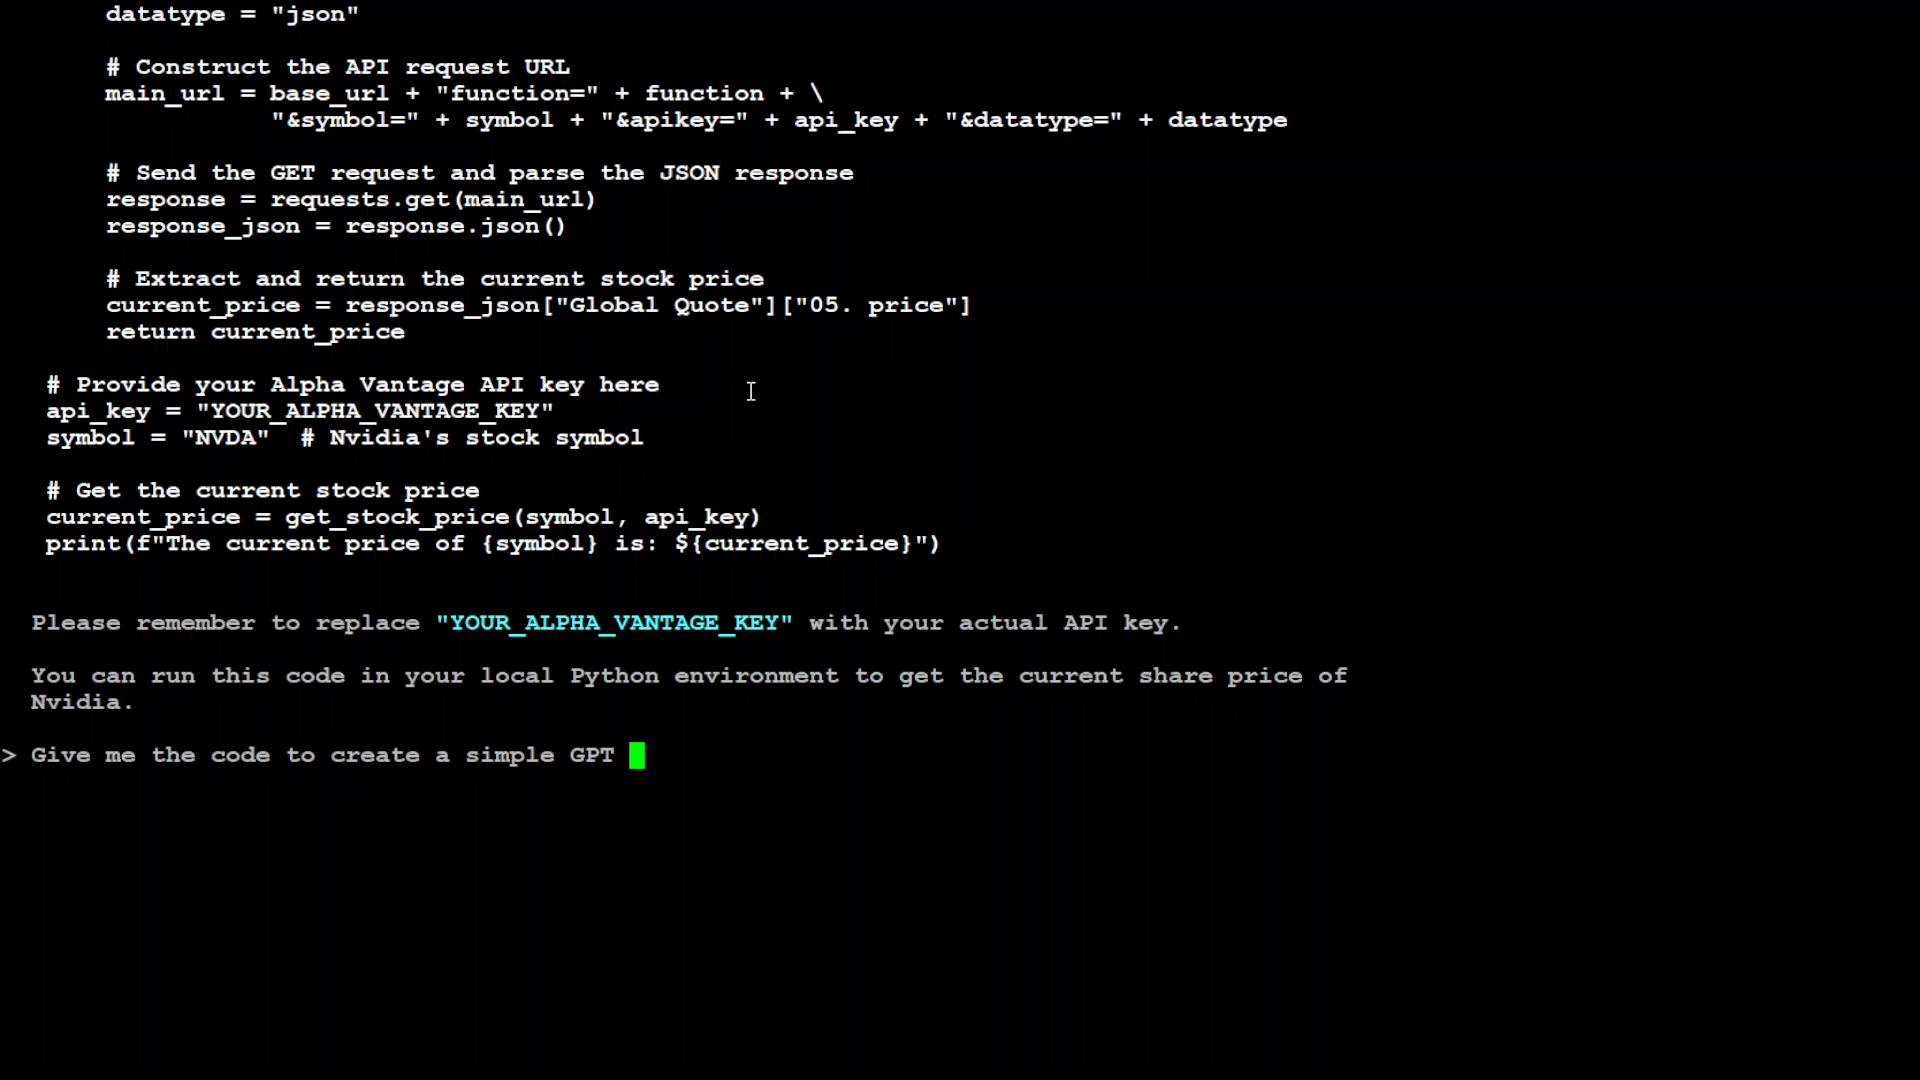 datatype = "json"
# Construct the API request URL
main_url = base_url + "function=" + function + \
"&symbol=" + symbol + "&apikey=" + api_key + "&datatype=" + datatype
# Send the GET request and parse the JSON response
response = requests.get(main_url)
response_json = response.json()
# Extract and return the current stock price
current_price = response_json["Global Quote"]["05. price"]
return current_price
# Provide your Alpha Vantage API key here
api_key = "YOUR_ALPHA_VANTAGE_KEY"
symbol = "NVDA"  # Nvidia's stock symbol
# Get the current stock price
current_price = get_stock_price(symbol, api_key)
print(f"The current price of {symbol} is: ${current_price}")
Please remember to replace "YOUR_ALPHA_VANTAGE_KEY" with your actual API key.
You can run this code in your local Python environment to get the current share price of
Nvidia.
> Give me the code to create a simple GPT